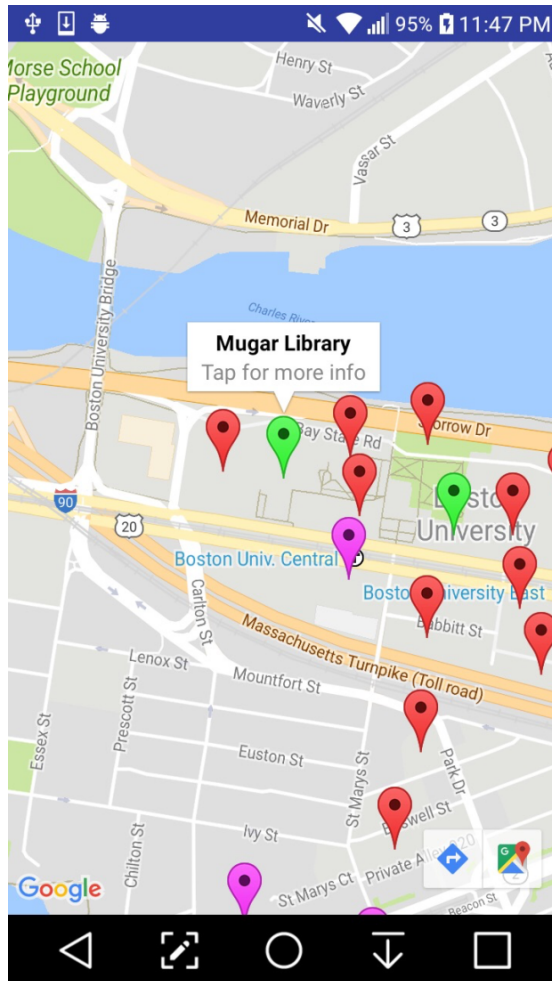 95% 11:47 PM
Morse School
Playground
Henry St
Waverly St
Vassar St
Memorial Dr
3
3
Boston University Bridge
Charles River
Mugar Library
Tap for more info
Storrow Dr
Bay State Rd
90
20
Boston
University
Boston Univ. Central
Boston University East
Carlton St
Babbitt St
Massachusetts Turnpike (Toll road)
Lenox St
Mountfort St
Essex St
Prescott St
Euston St
St Marys St
Park Dr
Ivy St
Chilton St
Private Alley 920
St Marys Ct
Beacon St
2
Google
G